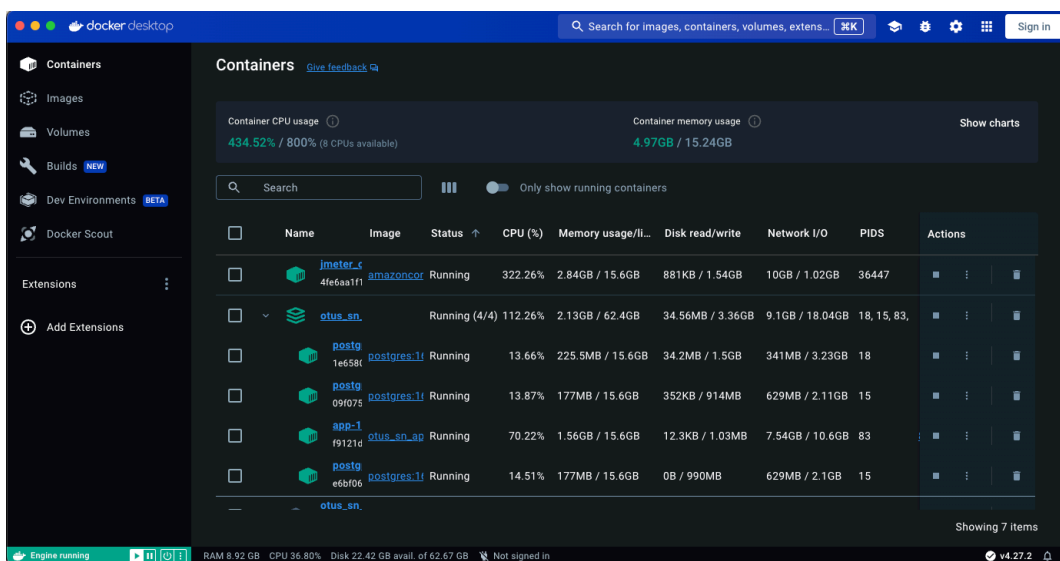 docker desktop
Search for images, containers, volumes, extens... ⌘K
Sign in
Containers
Images
Volumes
Builds NEW
Dev Environments BETA
Docker Scout
Extensions
Add Extensions
Containers Give feedback
Container CPU usage
434.52% / 800% (8 CPUs available)
Container memory usage
4.97GB / 15.24GB
Show charts
Search
Only show running containers
Name Image Status ↑ CPU (%) Memory usage/li... Disk read/write Network I/O PIDS Actions
jmeter_c
4fe6aa1f1
amazoncor Running 322.26% 2.84GB / 15.6GB 881KB / 1.54GB 10GB / 1.02GB 36447
otus_sn_ Running (4/4) 112.26% 2.13GB / 62.4GB 34.56MB / 3.36GB 9.1GB / 18.04GB 18, 15, 83,
postg
1e658
postgres:1 Running 13.66% 225.5MB / 15.6GB 34.2MB / 1.5GB 341MB / 3.23GB 18
postg
09f075
postgres:1 Running 13.87% 177MB / 15.6GB 352KB / 914MB 629MB / 2.11GB 15
app-1
f9121d
otus_sn_ap Running 70.22% 1.56GB / 15.6GB 12.3KB / 1.03MB 7.54GB / 10.6GB 83
postg
e6bf06
postgres:1 Running 14.51% 177MB / 15.6GB 0B / 990MB 629MB / 2.1GB 15
otus_sn_
Showing 7 items
Engine running
RAM 8.92 GB CPU 36.80% Disk 22.42 GB avail. of 62.67 GB Not signed in
v4.27.2